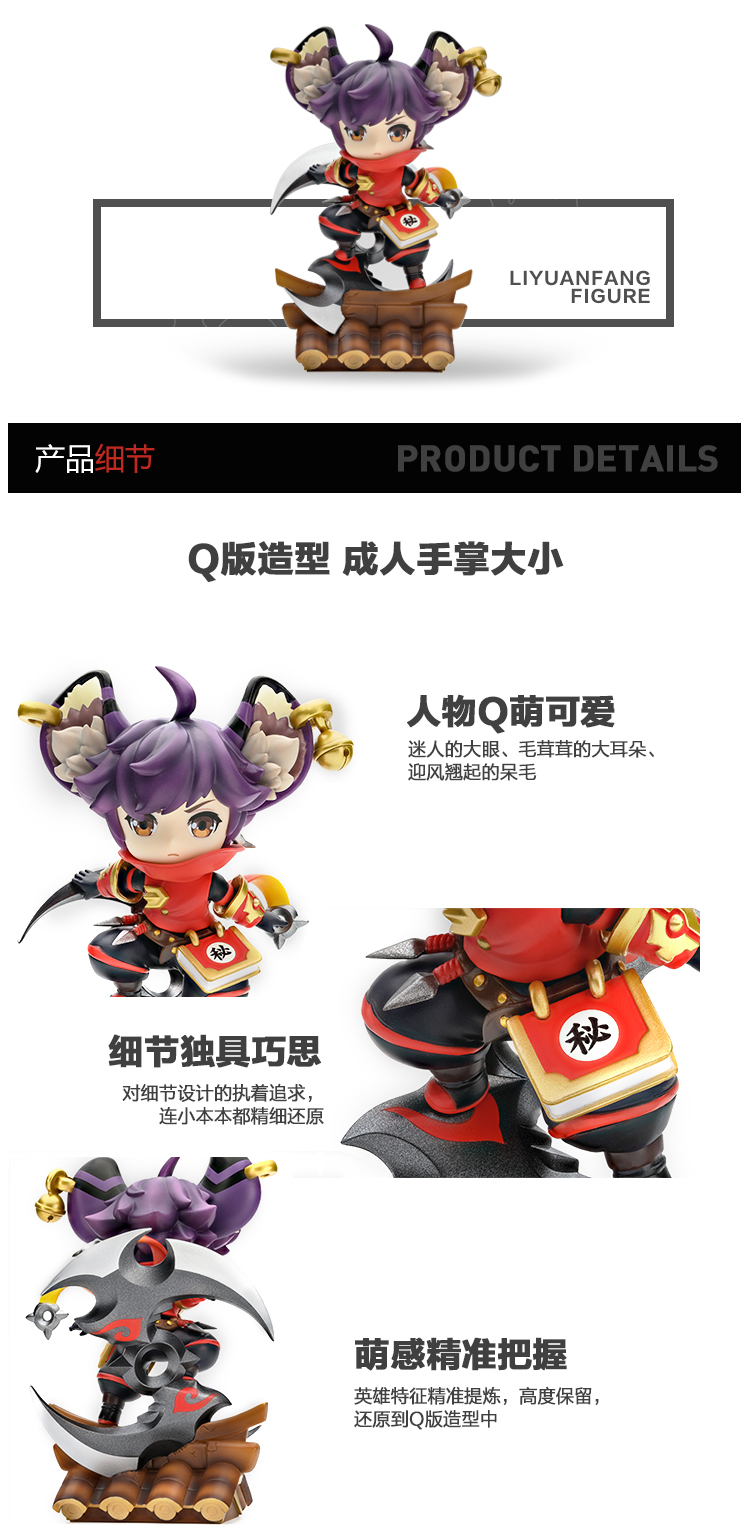 秘
LIYUANFANG
FIGURE
产品细节
PRODUCT DETAILS
Q版造型 成人手掌大小
人物Q萌可爱
迷人的大眼、毛茸茸的大耳朵、
迎风翘起的呆毛
秘
秘
细节独具巧思
对细节设计的执着追求，
连小本本都精细还原
萌感精准把握
英雄特征精准提炼，高度保留，
还原到Q版造型中